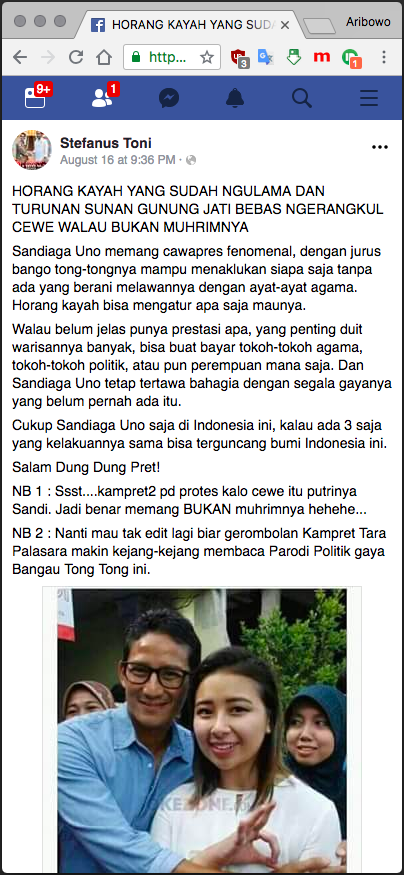 HORANG KAYAH YANG SUDA
Aribowo
http...
3
m
1
9+
1
Stefanus Toni
August 16 at 9:36 PM
HORANG KAYAH YANG SUDAH NGULAMA DAN
TURUNAN SUNAN GUNUNG JATI BEBAS NGERANGKUL
CEWE WALAU BUKAN MUHRIMNYA
Sandiaga Uno memang cawapres fenomenal, dengan jurus
bango tong-tongnya mampu menaklukan siapa saja tanpa
ada yang berani melawannya dengan ayat-ayat agama.
Horang kayah bisa mengatur apa saja maunya.
Walau belum jelas punya prestasi apa, yang penting duit
warisannya banyak, bisa buat bayar tokoh-tokoh agama,
tokoh-tokoh politik, atau pun perempuan mana saja. Dan
Sandiaga Uno tetap tertawa bahagia dengan segala gayanya
yang belum pernah ada itu.
Cukup Sandiaga Uno saja di Indonesia ini, kalau ada 3 saja
yang kelakuannya sama bisa terguncang bumi Indonesia ini.
Salam Dung Dung Pret!
NB 1 : Ssst....kampret2 pd protes kalo cewe itu putrinya
Sandi. Jadi benar memang BUKAN muhrimnya hehehe...
NB 2 : Nanti mau tak edit lagi biar gerombolan Kampret Tara
Palasara makin kejang-kejang membaca Parodi Politik gaya
Bangau Tong Tong ini.